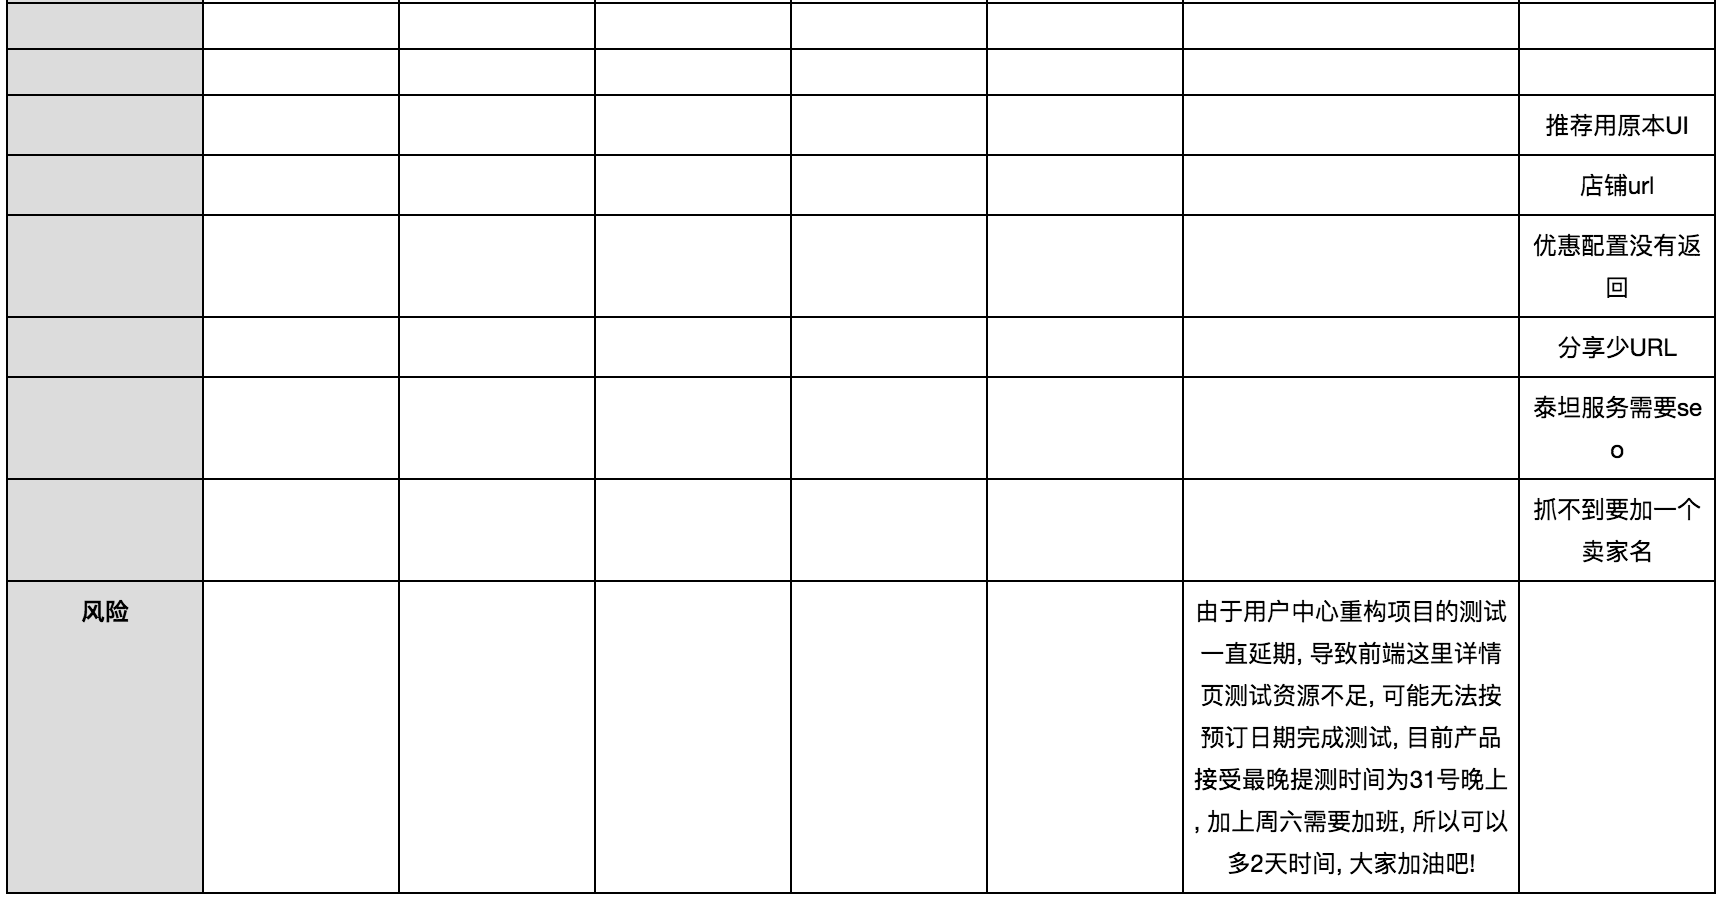 推荐用原本UI
店铺url
优惠配置没有返
回
分享少URL
泰坦服务需要se
o
抓不到要加一个
卖家名
风险
由于用户中心重构项目的测试
一直延期, 导致前端这里详情
页测试资源不足, 可能无法按
预订日期完成测试, 目前产品
接受最晚提测时间为31号晚上
, 加上周六需要加班, 所以可以
多2天时间, 大家加油吧!